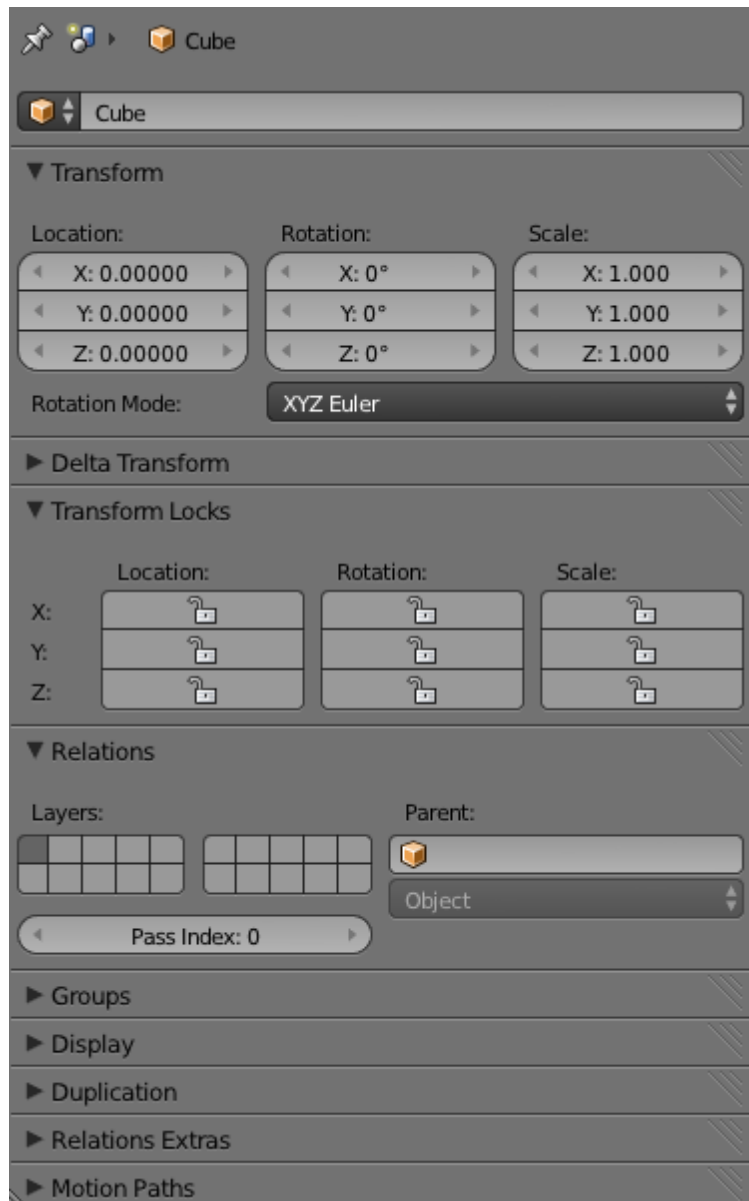 Cube
Cube
Transform
Location: Rotation: Scale:
X: 0.00000 X: 0° X: 1.000
Y: 0.00000 Y: 0° Y: 1.000
Z: 0.00000 Z: 0° Z: 1.000
Rotation Mode: XYZ Euler
Delta Transform
Transform Locks
Location: Rotation: Scale:
X:
Y:
Z:
Relations
Layers: Parent:
Object
Pass Index: 0
Groups
Display
Duplication
Relations Extras
Motion Paths